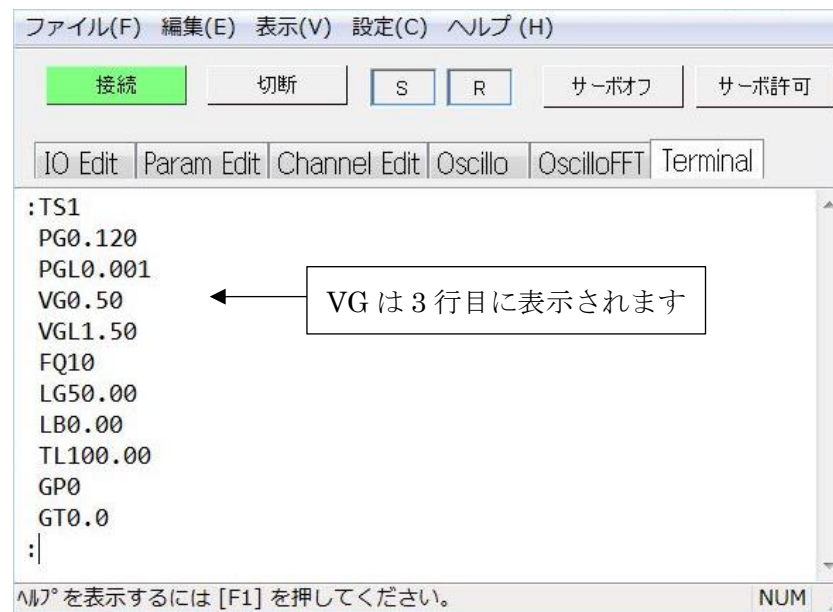 ファイル(F) 編集(E) 表示(V) 設定(C) ヘルプ (H)
接続 切断 S R サーボオフ サーボ許可
IO Edit Param Edit Channel Edit Oscillo OscilloFFT Terminal
:TS1
PG0.120
PGL0.001
VG0.50
VG は 3 行目に表示されます
VGL1.50
FQ10
LG50.00
LB0.00
TL100.00
GP0
GT0.0
:
ﾍﾙﾌﾟを表示するには [F1] を押してください。 NUM